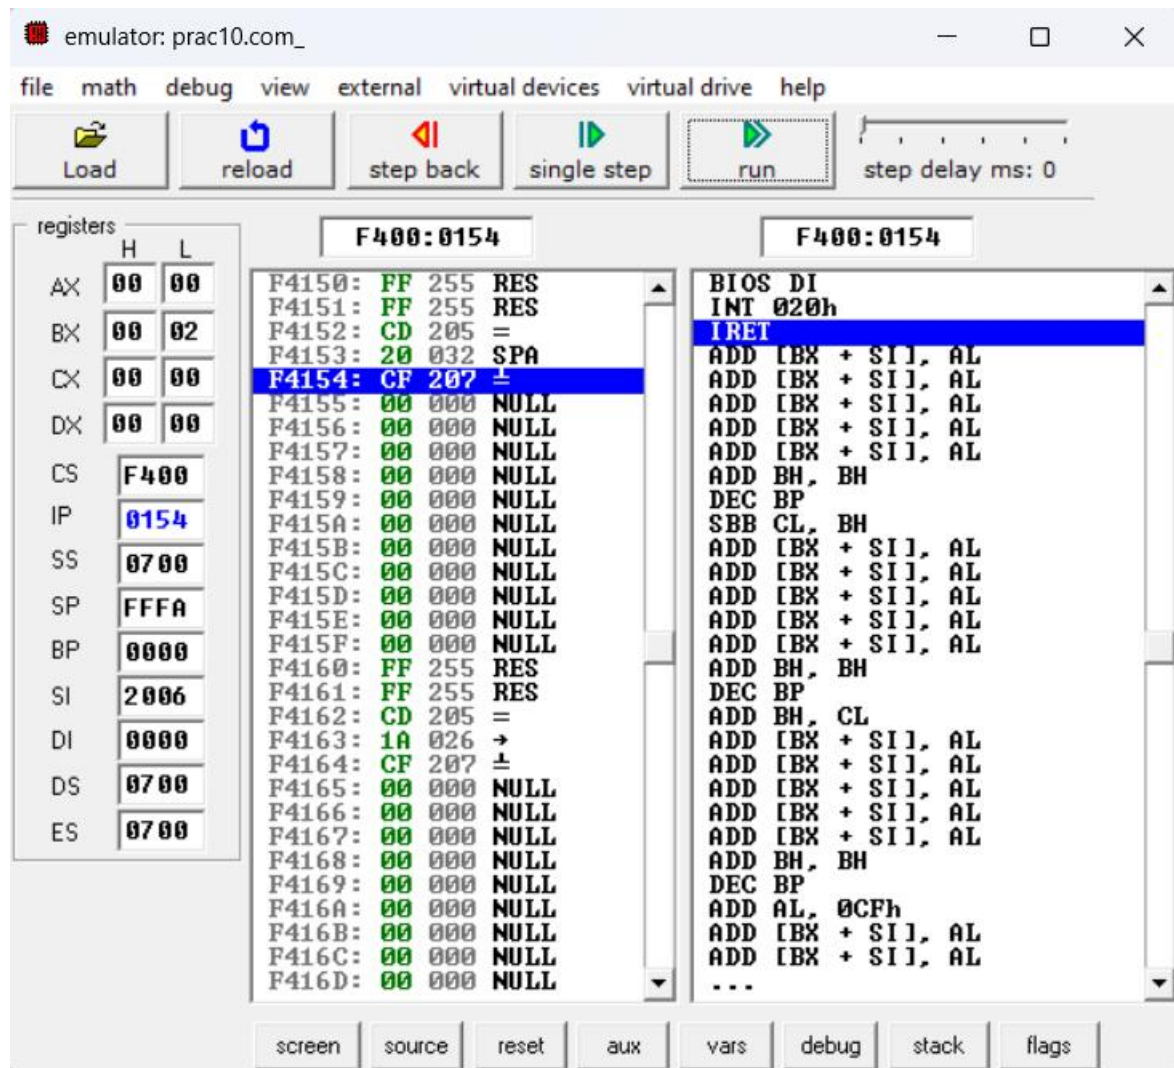 emulator: prac10.com_
file math debug view external virtual devices virtual drive help
Load reload step back single step run step delay ms: 0
registers
H L
AX 00 00
BX 00 02
CX 00 00
DX 00 00
CS F400
IP 0154
SS 0700
SP FFFA
BP 0000
SI 2006
DI 0000
DS 0700
ES 0700
F400:0154
F4150: FF 255 RES
F4151: FF 255 RES
F4152: CD 205 =
F4153: 20 032 SPA
F4154: CF 207 ╧
F4155: 00 000 NULL
F4156: 00 000 NULL
F4157: 00 000 NULL
F4158: 00 000 NULL
F4159: 00 000 NULL
F415A: 00 000 NULL
F415B: 00 000 NULL
F415C: 00 000 NULL
F415D: 00 000 NULL
F415E: 00 000 NULL
F415F: 00 000 NULL
F4160: FF 255 RES
F4161: FF 255 RES
F4162: CD 205 =
F4163: 1A 026 →
F4164: CF 207 ╧
F4165: 00 000 NULL
F4166: 00 000 NULL
F4167: 00 000 NULL
F4168: 00 000 NULL
F4169: 00 000 NULL
F416A: 00 000 NULL
F416B: 00 000 NULL
F416C: 00 000 NULL
F416D: 00 000 NULL
F400:0154
BIOS DI
INT 020h
IRET
ADD [BX + SI], AL
ADD [BX + SI], AL
ADD [BX + SI], AL
ADD [BX + SI], AL
ADD [BX + SI], AL
ADD BH, BH
DEC BP
SBB CL, BH
ADD [BX + SI], AL
ADD [BX + SI], AL
ADD [BX + SI], AL
ADD [BX + SI], AL
ADD [BX + SI], AL
ADD BH, BH
DEC BP
ADD BH, CL
ADD [BX + SI], AL
ADD [BX + SI], AL
ADD [BX + SI], AL
ADD [BX + SI], AL
ADD [BX + SI], AL
ADD BH, BH
DEC BP
ADD AL, 0CFh
ADD [BX + SI], AL
ADD [BX + SI], AL
...
screen source reset aux vars debug stack flags